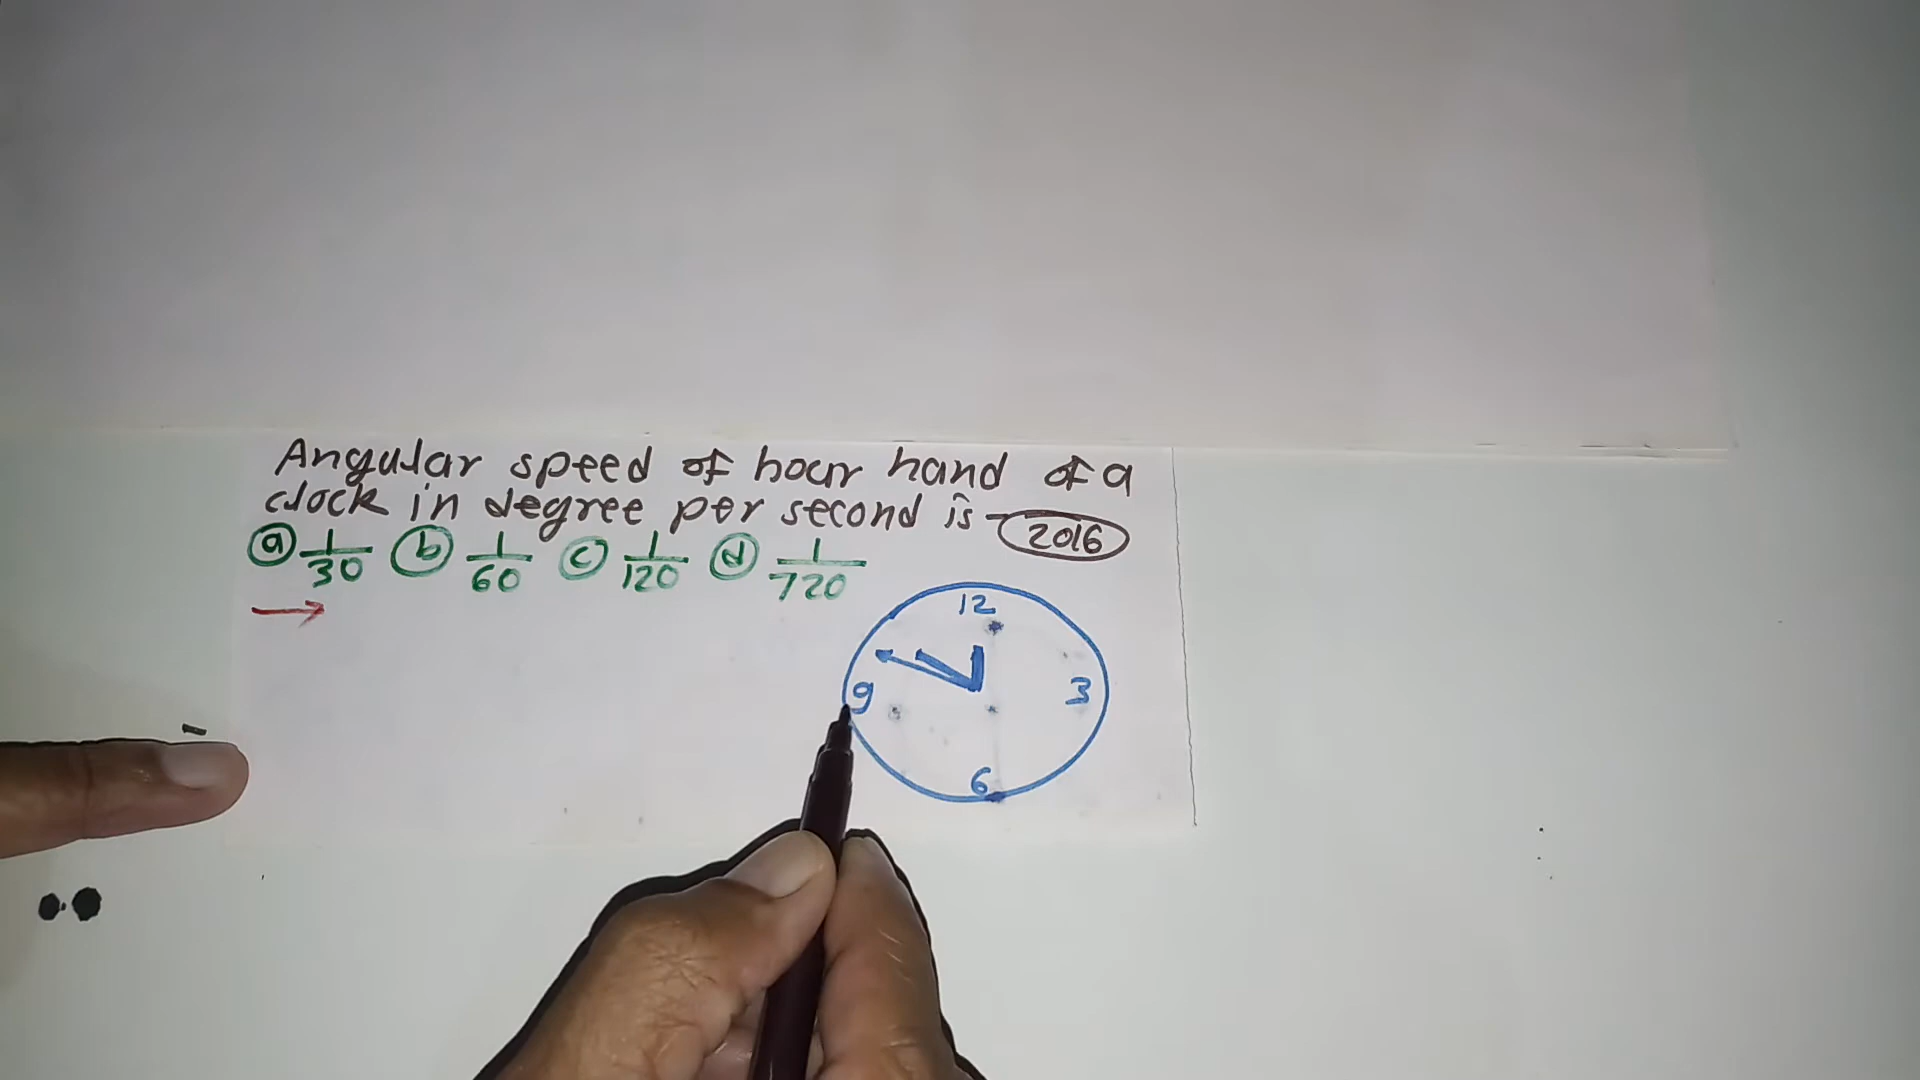 Angular speed of hour hand of a
clock in degree per second is - 2016
(a) 1/30 (b) 1/60 (c) 1/120 (d) 1/720
→
12
9 3
6